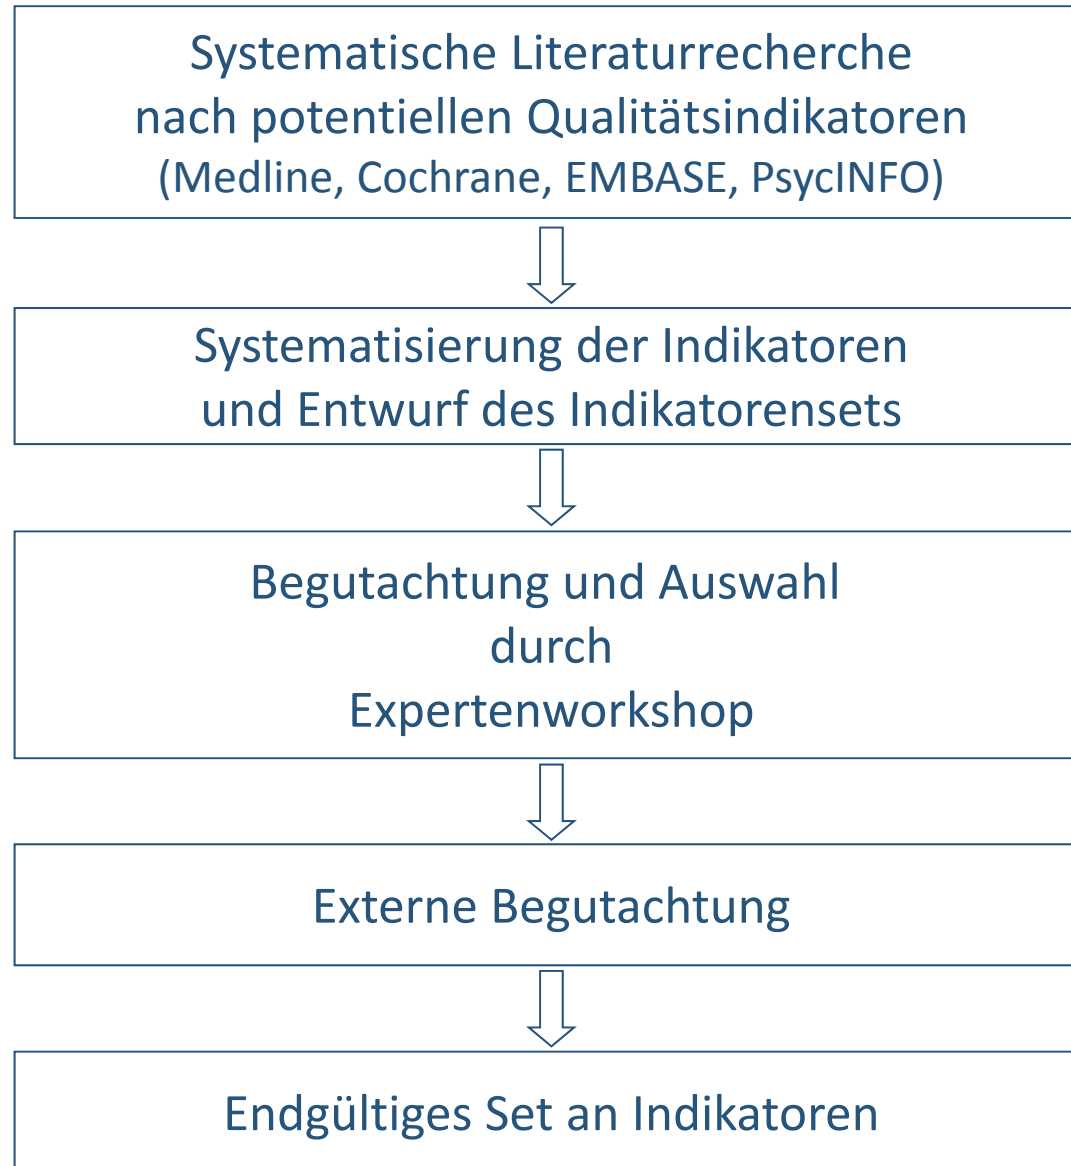 Systematische Literaturrecherche
nach potentiellen Qualitätsindikatoren
(Medline, Cochrane, EMBASE, PsycINFO)
Systematisierung der Indikatoren
und Entwurf des Indikatorensets
Begutachtung und Auswahl
durch
Expertenworkshop
Externe Begutachtung
Endgültiges Set an Indikatoren